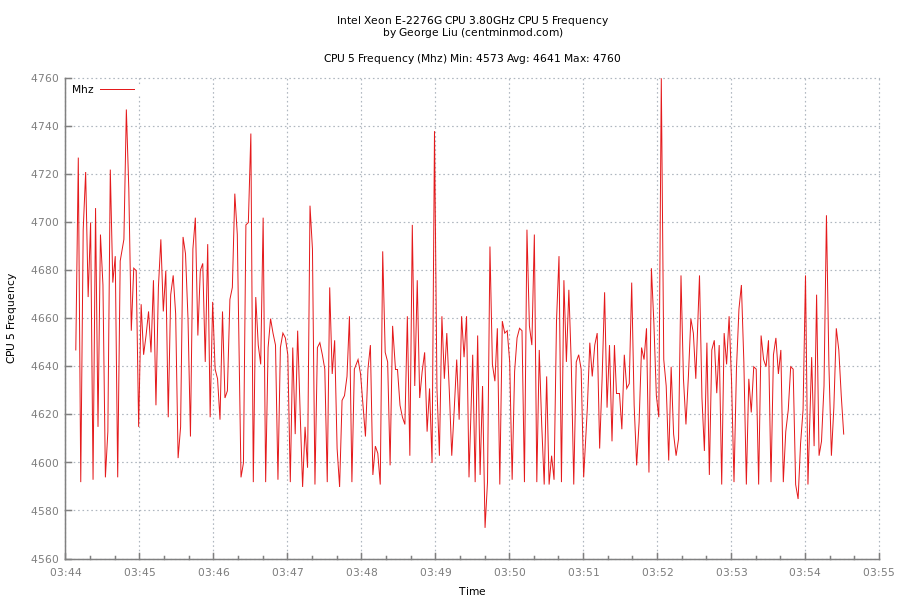 Intel Xeon E-2276G CPU 3.80GHz CPU 5 Frequency
by George Liu (centminmod.com)
CPU 5 Frequency (Mhz) Min: 4573 Avg: 4641 Max: 4760
Mhz
4760
4740
4720
4700
4680
4660
4640
4620
4600
4580
4560
CPU 5 Frequency
03:44 03:45 03:46 03:47 03:48 03:49 03:50 03:51 03:52 03:53 03:54 03:55
Time